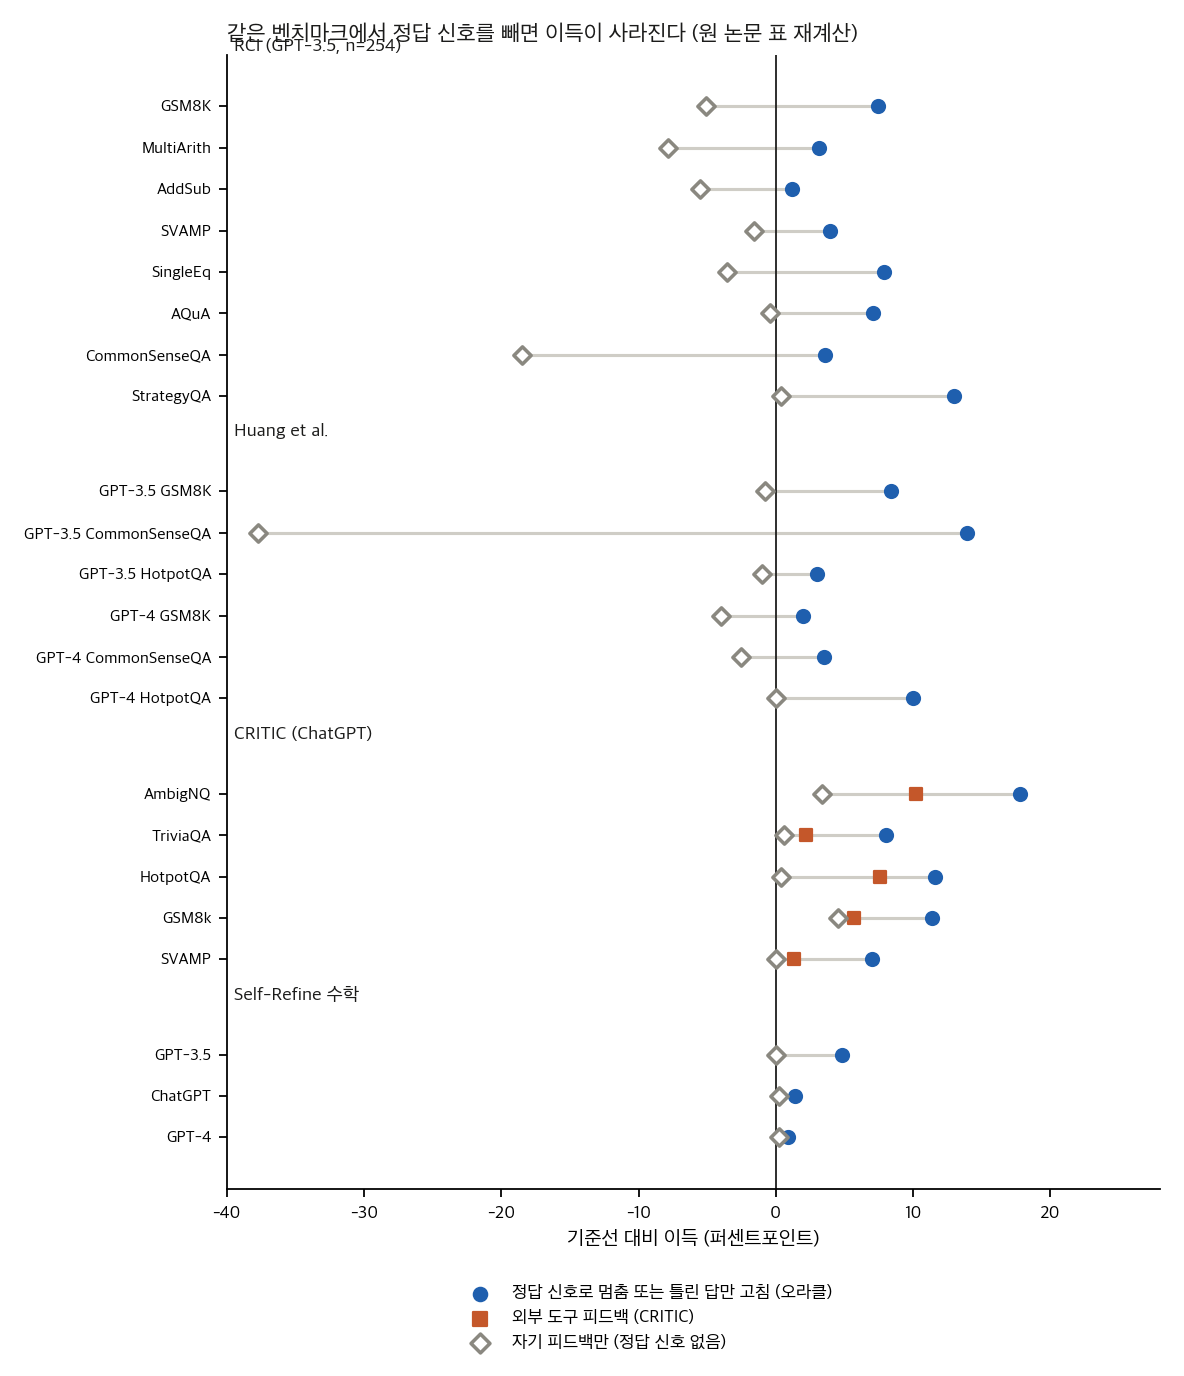 같은 벤치마크에서 정답 신호를 빼면 이득이 사라진다 (원 논문 표 재계산)
RCI (GPT-3.5, n=254)
GSM8K
MultiArith
AddSub
SVAMP
SingleEq
AQuA
CommonSenseQA
StrategyQA
Huang et al.
GPT-3.5 GSM8K
GPT-3.5 CommonSenseQA
GPT-3.5 HotpotQA
GPT-4 GSM8K
GPT-4 CommonSenseQA
GPT-4 HotpotQA
CRITIC (ChatGPT)
AmbigNQ
TriviaQA
HotpotQA
GSM8k
SVAMP
Self-Refine 수학
GPT-3.5
ChatGPT
GPT-4
-40 -30 -20 -10 0 10 20
기준선 대비 이득 (퍼센트포인트)
정답 신호로 멈춤 또는 틀린 답만 고침 (오라클)
외부 도구 피드백 (CRITIC)
자기 피드백만 (정답 신호 없음)